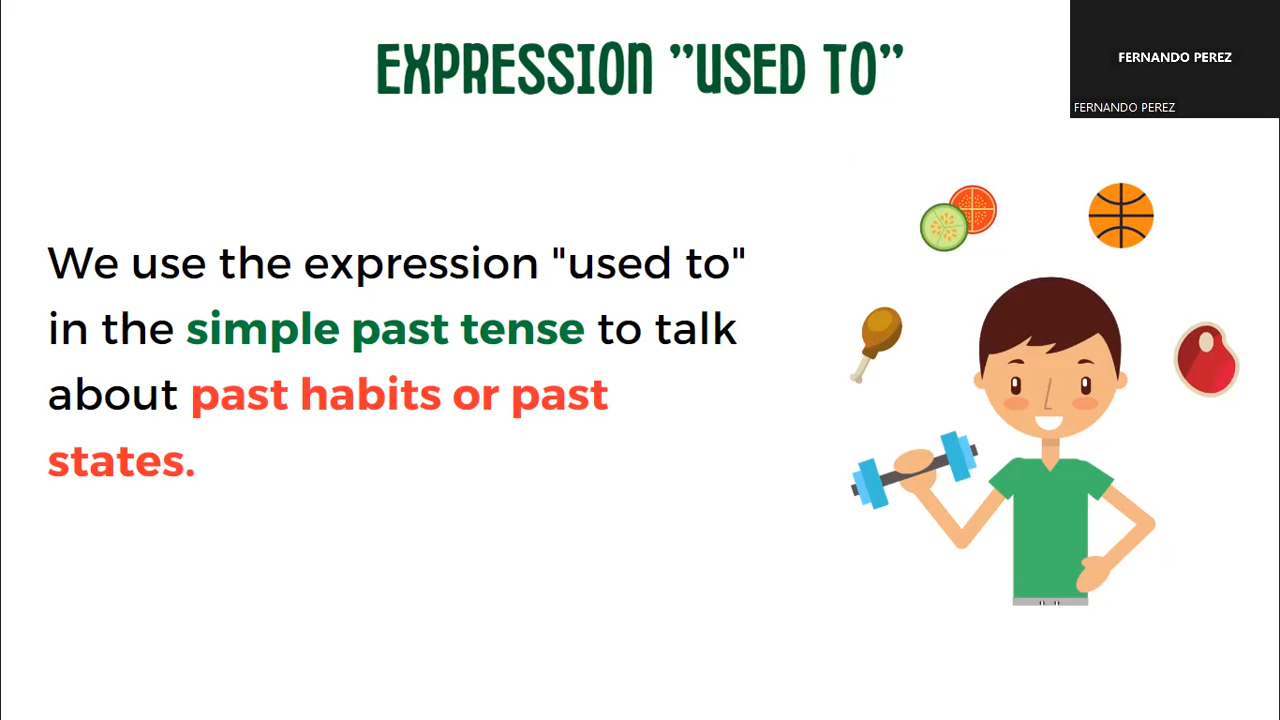 EXPRESSION "USED TO"
FERNANDO PEREZ
FERNANDO PEREZ
We use the expression "used to"
in the simple past tense to talk
about past habits or past
states.